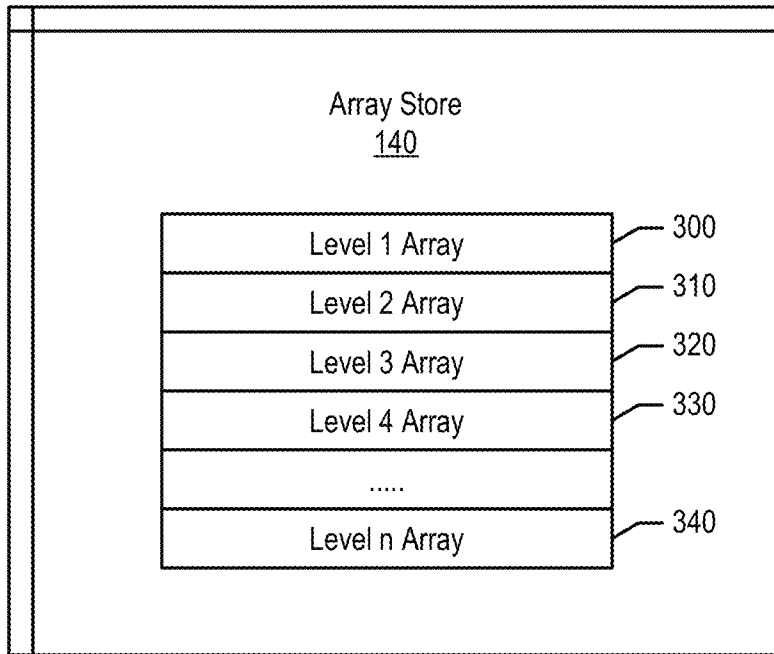 Array Store
140
Level 1 Array 300
Level 2 Array 310
Level 3 Array 320
Level 4 Array 330
.....
Level n Array 340